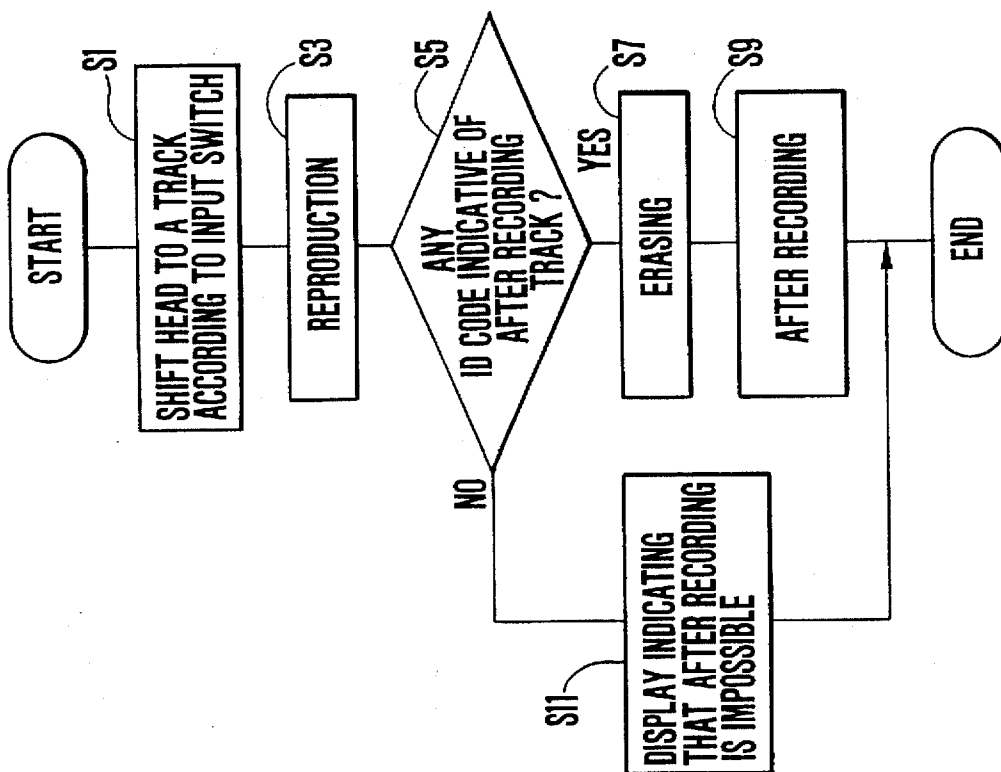 START
S1
SHIFT HEAD TO A TRACK
ACCORDING TO INPUT SWITCH
S3
REPRODUCTION
S5
ANY
ID CODE INDICATIVE OF
AFTER RECORDING
TRACK ?
NO
YES
S7
ERASING
S9
AFTER RECORDING
S11
DISPLAY INDICATING
THAT AFTER RECORDING
IS IMPOSSIBLE
END